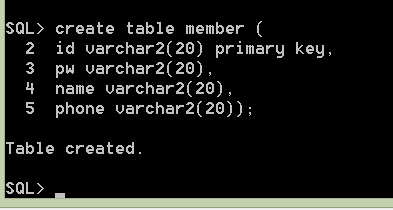 SQL> create table member (
  2  id varchar2(20) primary key,
  3  pw varchar2(20),
  4  name varchar2(20),
  5  phone varchar2(20));
Table created.
SQL> _